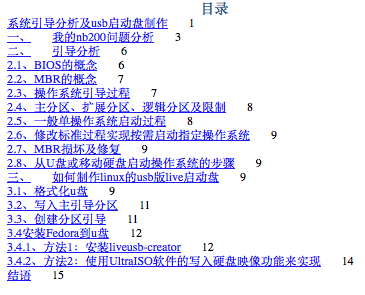 目录
系统引导分析及usb启动盘制作 1
一、 我的nb200问题分析 3
二、 引导分析 6
2.1、BIOS的概念 6
2.2、MBR的概念 7
2.3、操作系统引导过程 7
2.4、主分区、扩展分区、逻辑分区及限制 8
2.5、一般单操作系统启动过程 8
2.6、修改标准过程实现按需启动指定操作系统 9
2.7、MBR损坏及修复 9
2.8、从U盘或移动硬盘启动操作系统的步骤 9
三、 如何制作linux的usb版live启动盘 9
3.1、格式化u盘 9
3.2、写入主引导分区 11
3.3、创建分区引导 11
3.4安装Fedora到u盘 12
3.4.1、方法1：安装liveusb-creator 12
3.4.2、方法2：使用UltraISO软件的写入硬盘映像功能来实现 14
结语 15